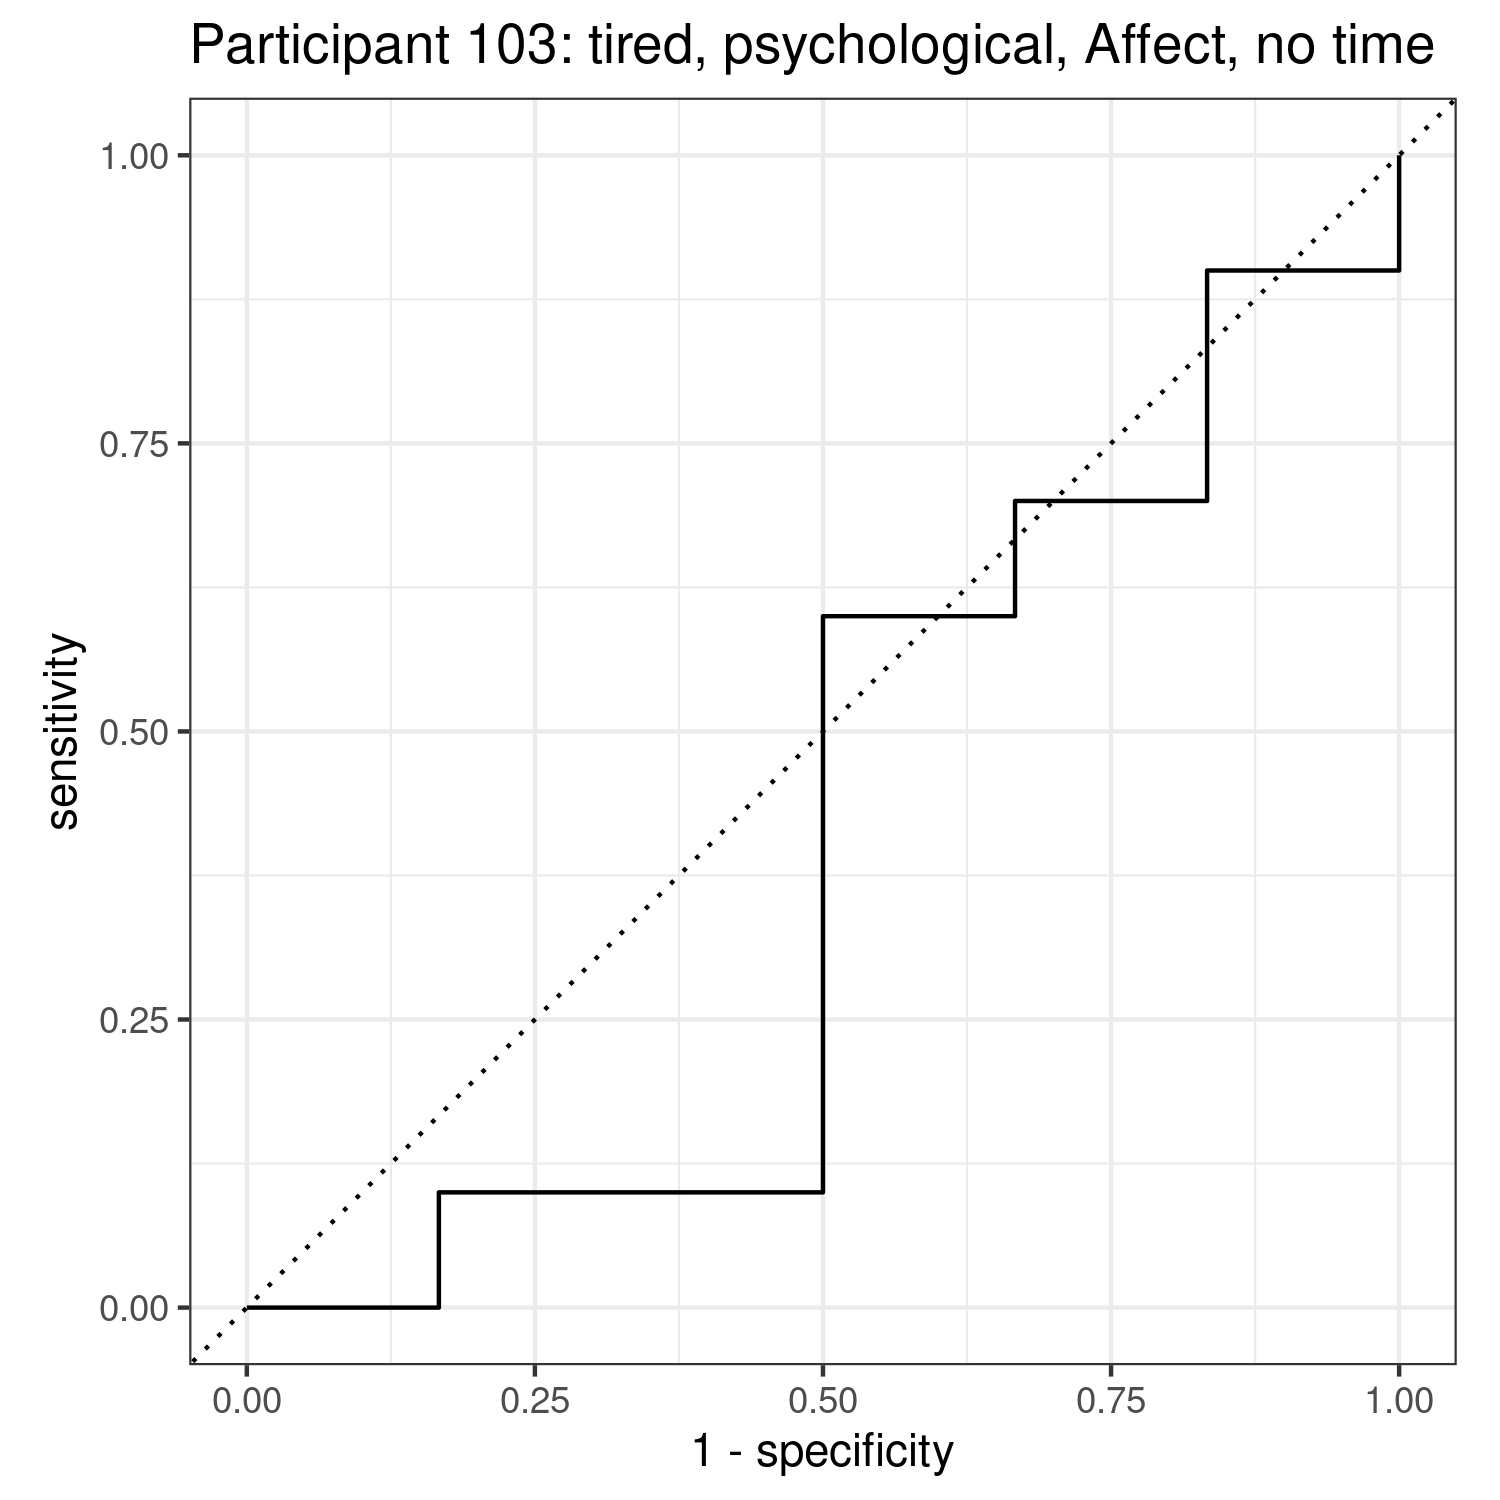 Participant 103: tired, psychological, Affect, no time
1.00
0.75
0.50
0.25
0.00
sensitivity
0.00 0.25 0.50 0.75 1.00
1 - specificity